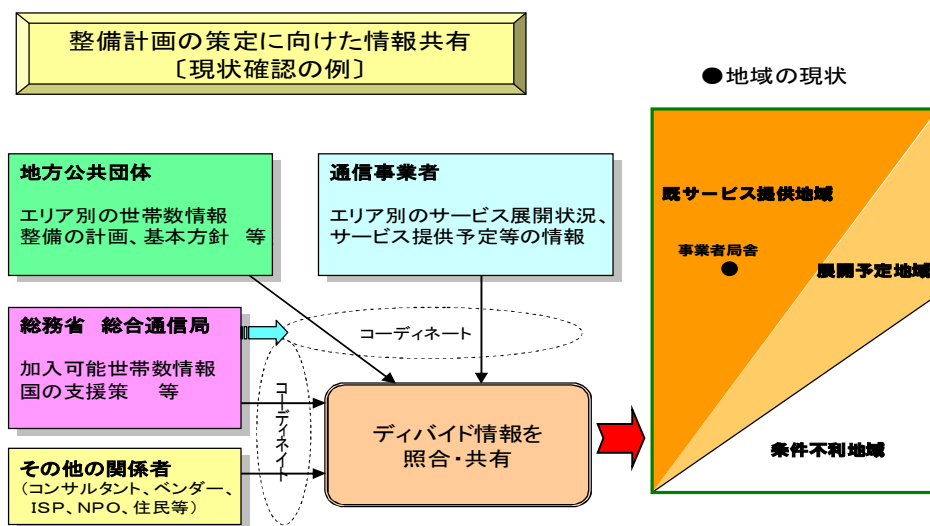 整備計画の策定に向けた情報共有
〔現状確認の例〕
●地域の現状
地方公共団体
エリア別の世帯数情報
整備の計画、基本方針 等
通信事業者
エリア別のサービス展開状況、
サービス提供予定等の情報
総務省 総合通信局
加入可能世帯数情報
国の支援策 等
その他の関係者
(コンサルタント、ベンダー、
ISP、NPO、住民等)
コーディネート
コーディネイト
ディバイド情報を
照合・共有
既サービス提供地域
事業者局舎
展開予定地域
条件不利地域